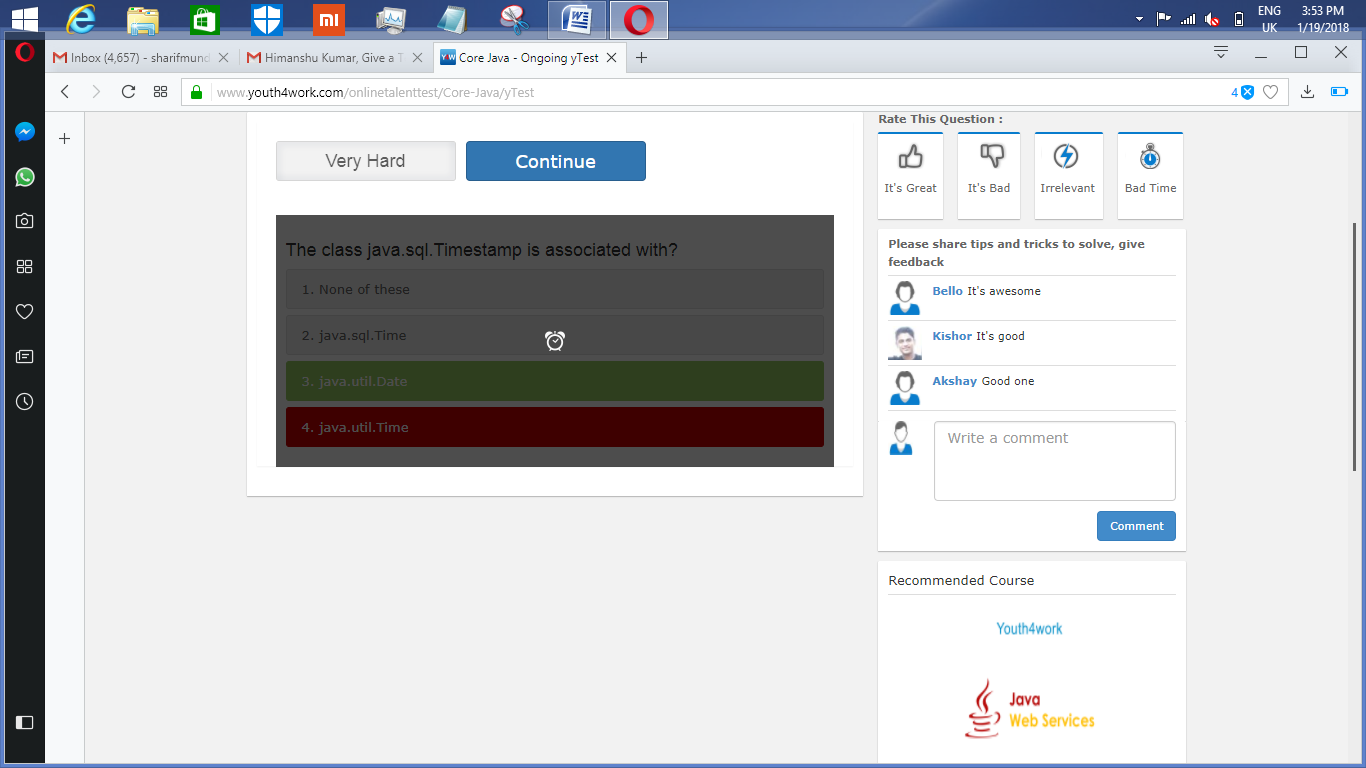 ENG 3:53 PM
UK 1/19/2018
Inbox (4,657) - sharifmund
Himanshu Kumar, Give a T
Core Java - Ongoing yTest
www.youth4work.com/onlinetalenttest/Core-Java/yTest
4
Very Hard
Continue
The class java.sql.Timestamp is associated with?
1. None of these
2. java.sql.Time
3. java.util.Date
4. java.util.Time
Rate This Question :
It's Great
It's Bad
Irrelevant
Bad Time
Please share tips and tricks to solve, give
feedback
Bello It's awesome
Kishor It's good
Akshay Good one
Write a comment
Comment
Recommended Course
Youth4work
Java
Web Services